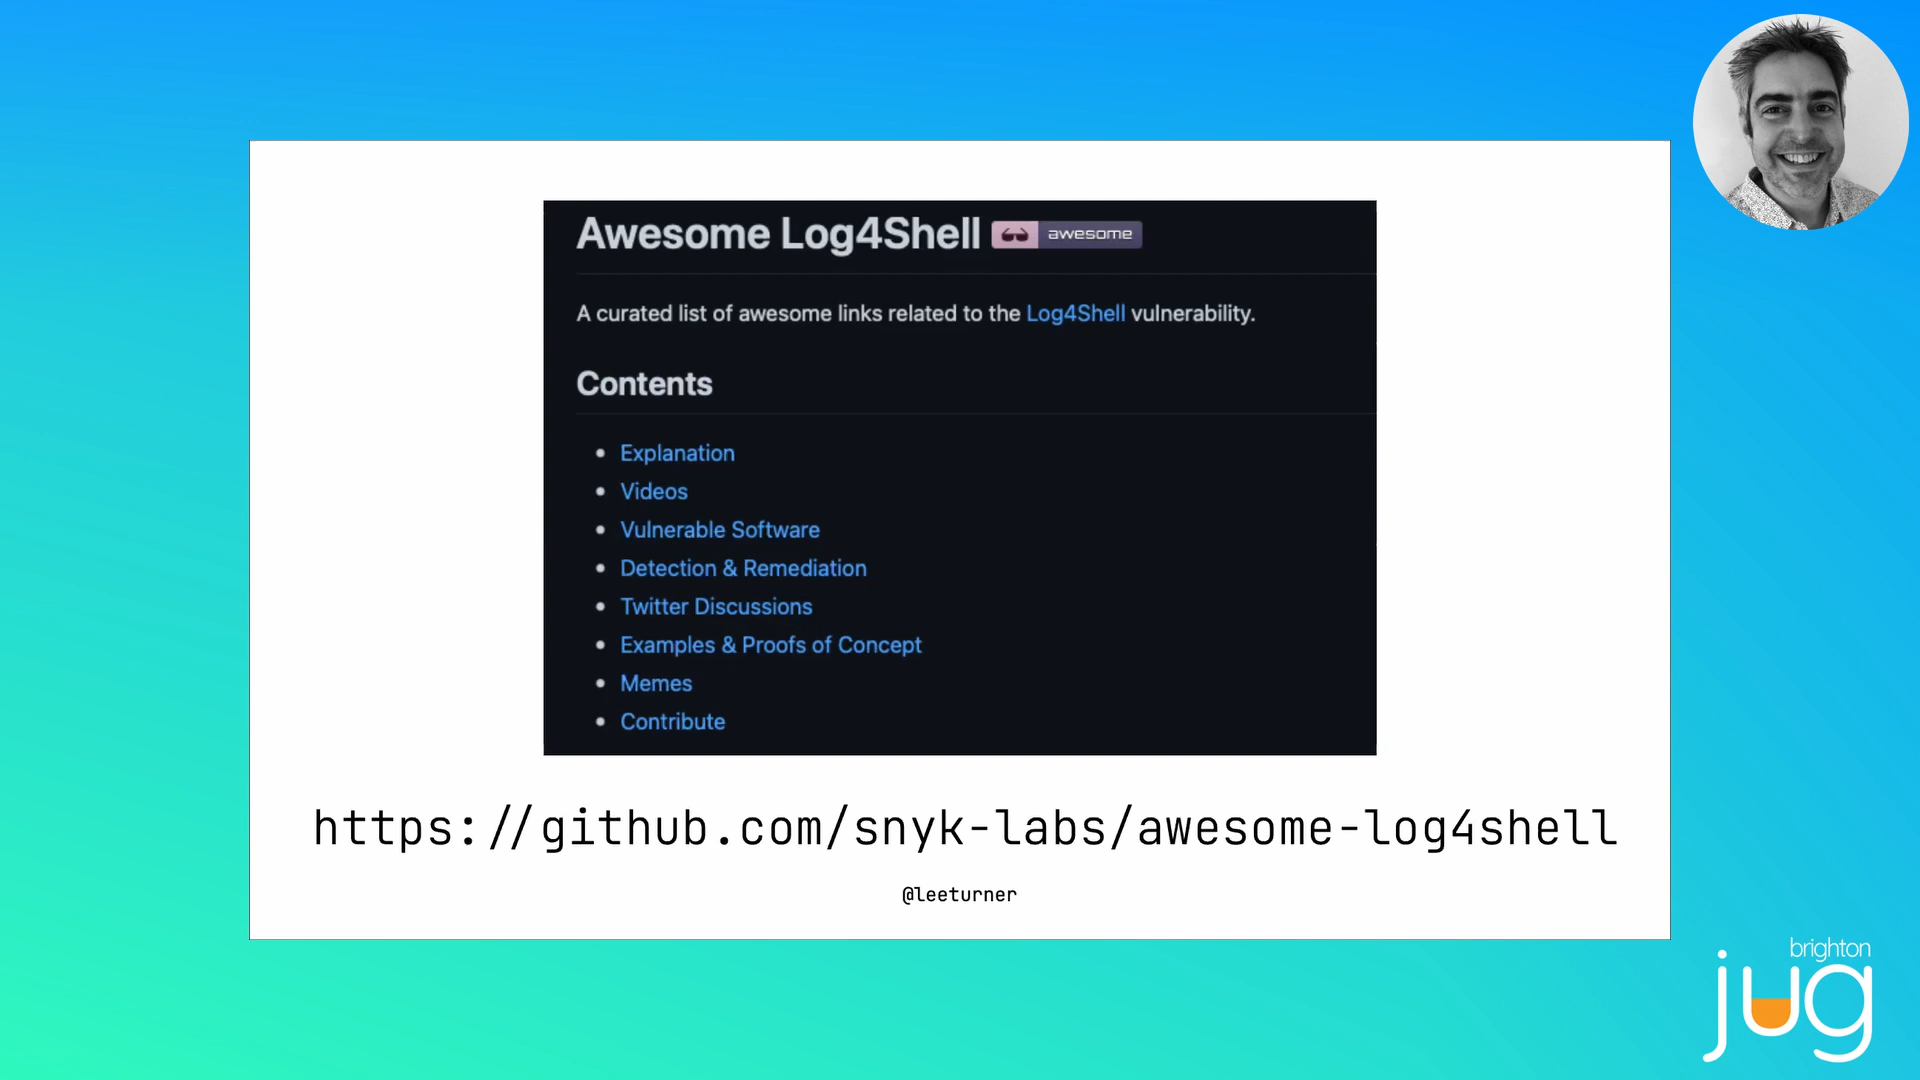 Awesome Log4Shell awesome
A curated list of awesome links related to the Log4Shell vulnerability.
Contents
• Explanation
• Videos
• Vulnerable Software
• Detection & Remediation
• Twitter Discussions
• Examples & Proofs of Concept
• Memes
• Contribute
https://github.com/snyk-labs/awesome-log4shell
@leeturner
brighton
jug